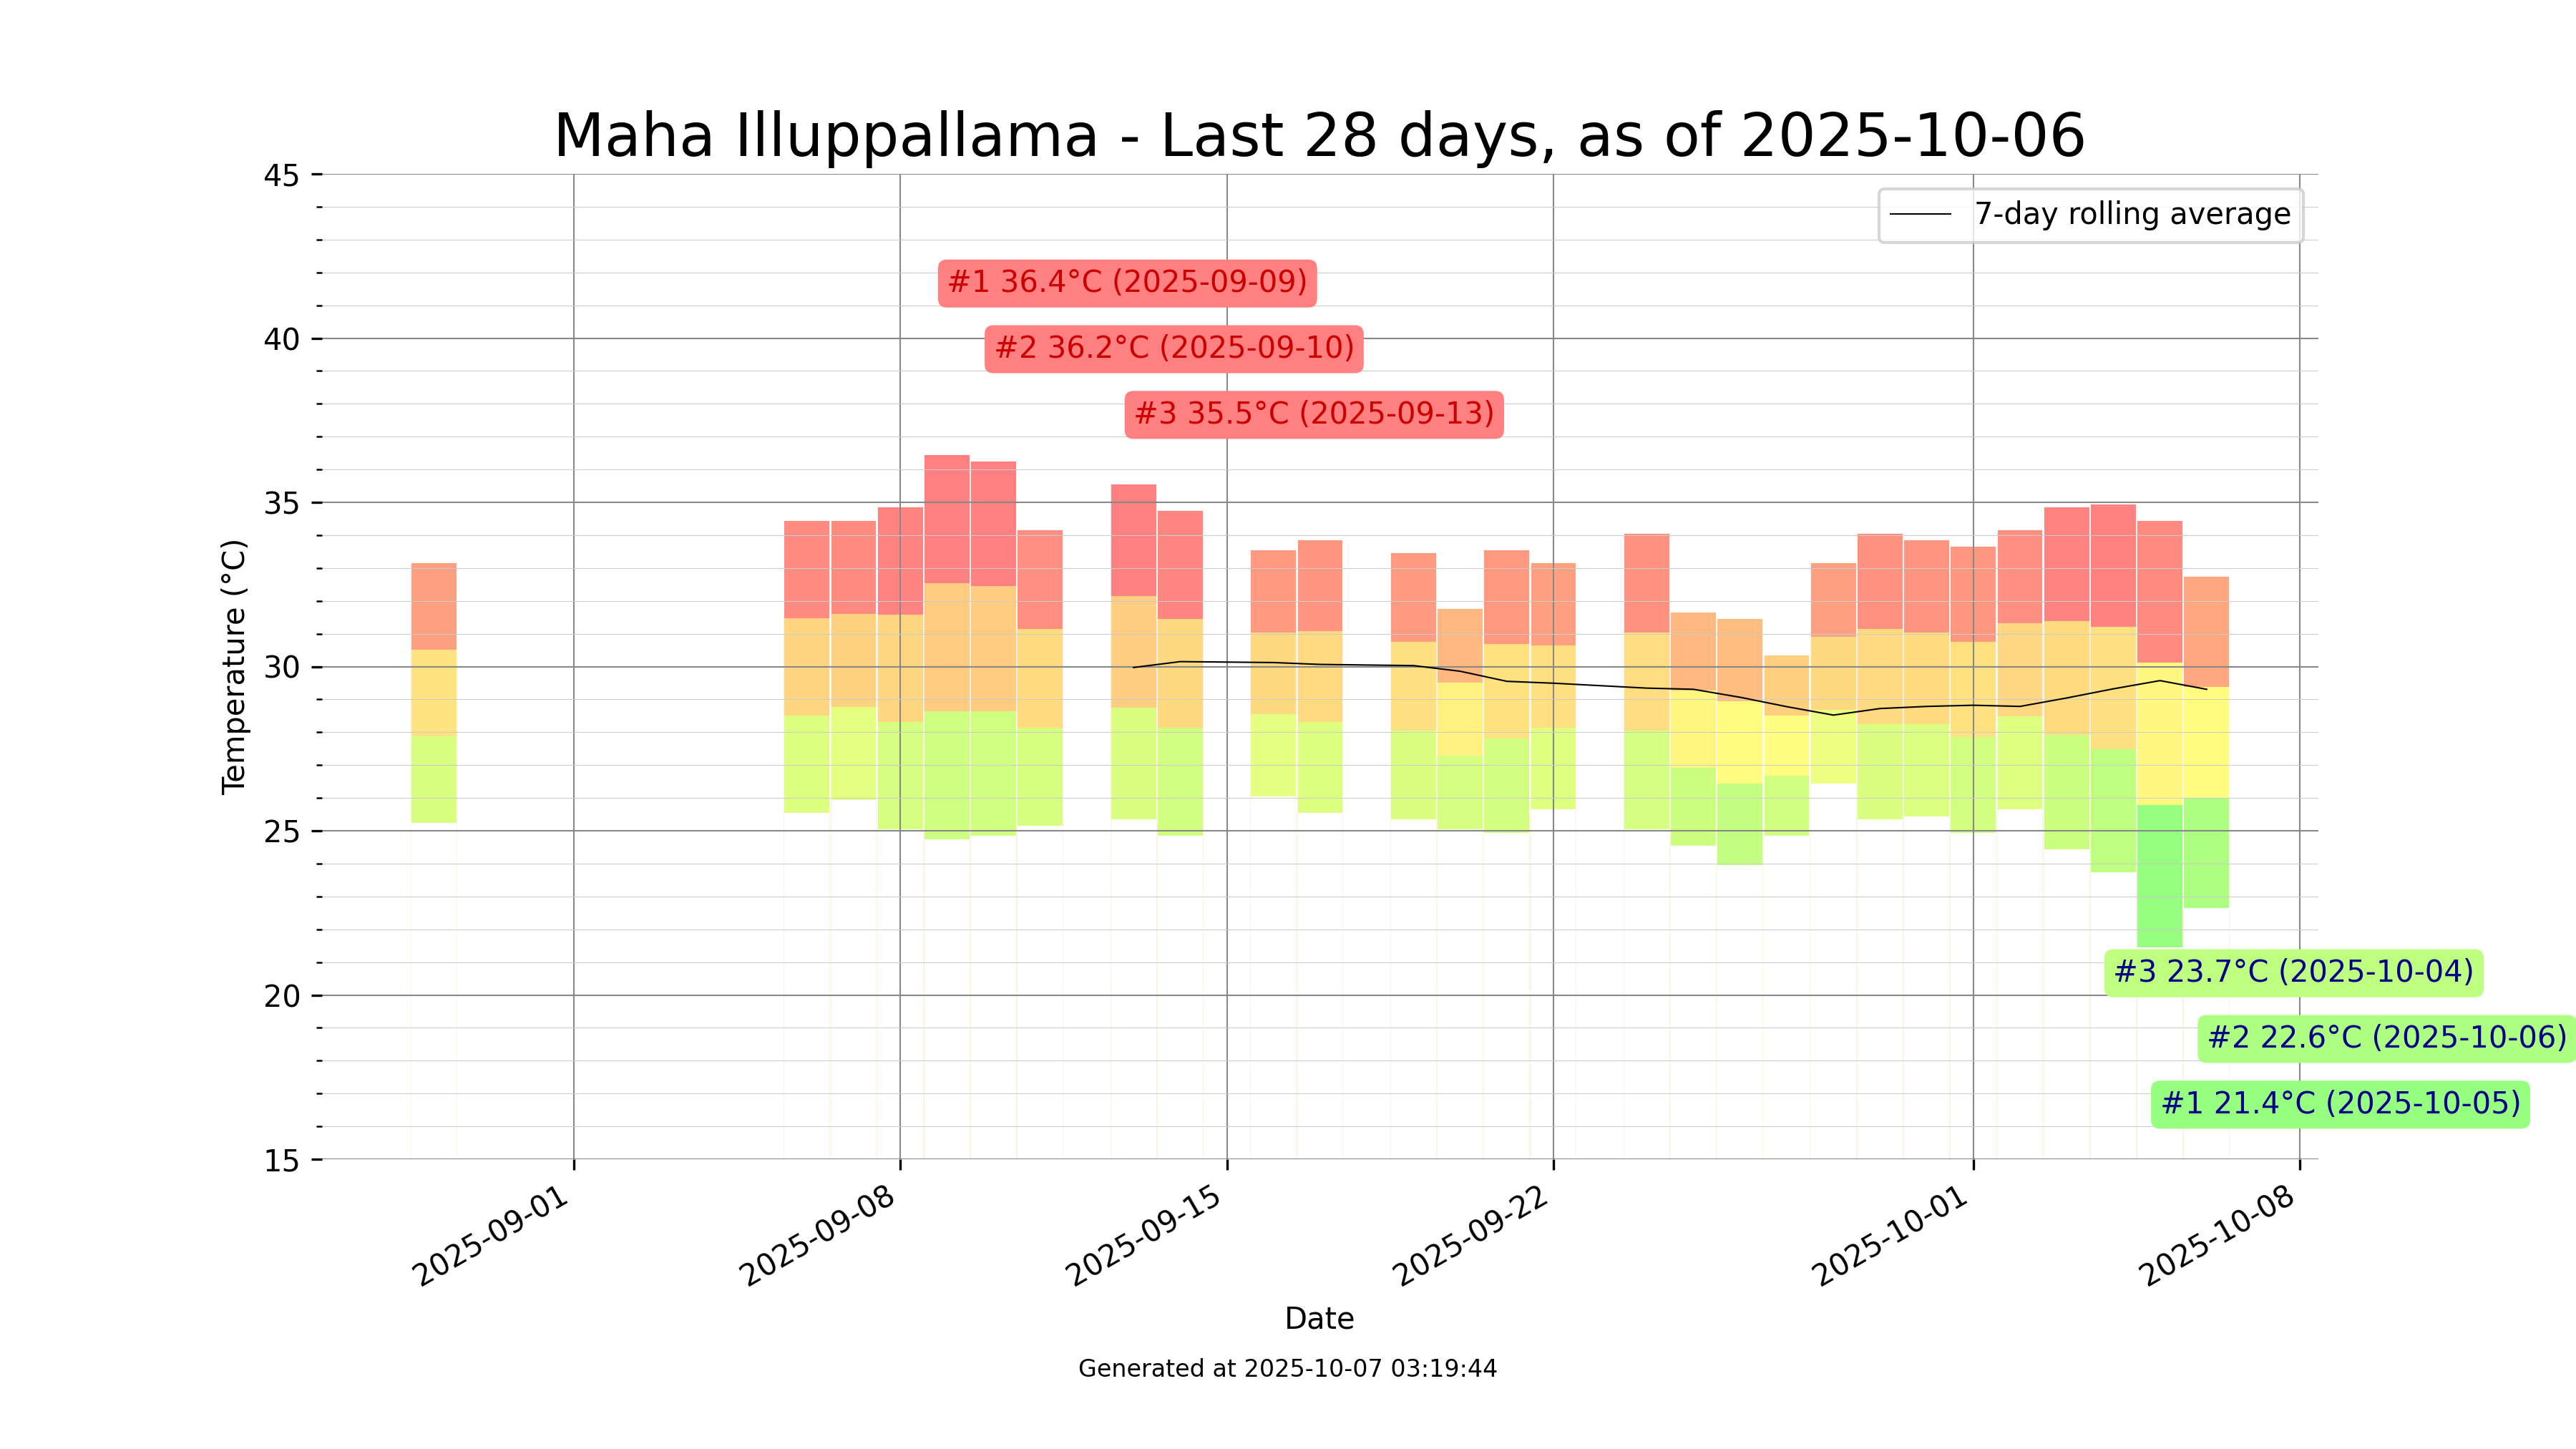 Maha Illuppallama - Last 28 days, as of 2025-10-06
7-day rolling average
45
40
35
30
25
20
15
Temperature (°C)
#1 36.4°C (2025-09-09)
#2 36.2°C (2025-09-10)
#3 35.5°C (2025-09-13)
#3 23.7°C (2025-10-04)
#2 22.6°C (2025-10-06)
#1 21.4°C (2025-10-05)
2025-09-01
2025-09-08
2025-09-15
2025-09-22
2025-10-01
2025-10-08
Date
Generated at 2025-10-07 03:19:44